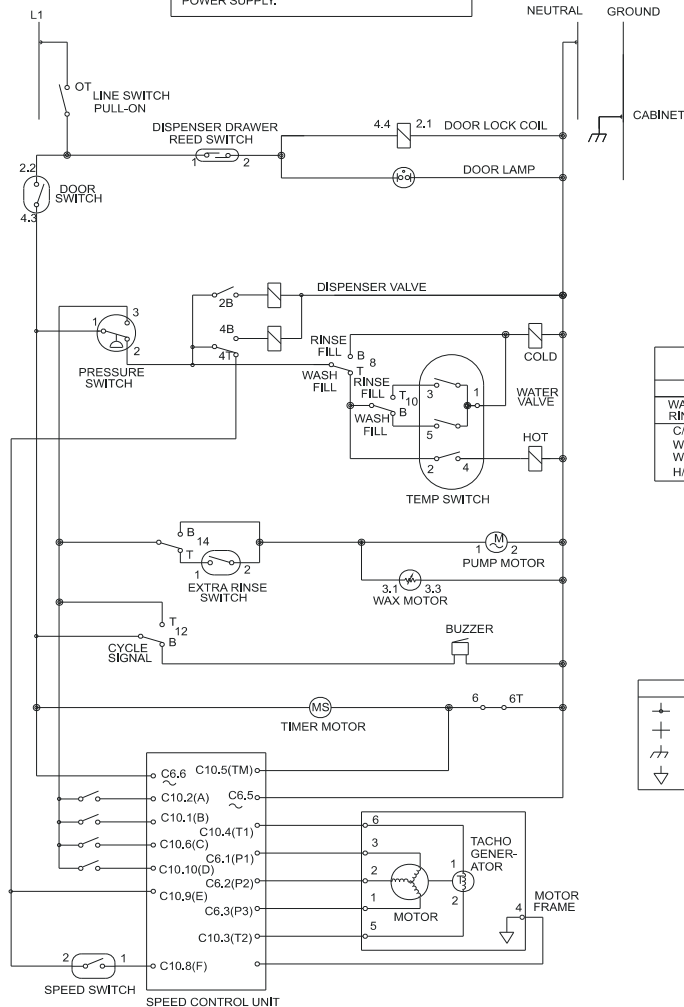 POWER SUPPLY.
L1
NEUTRAL
GROUND
OT
LINE SWITCH
PULL-ON
CABINET
DISPENSER DRAWER
REED SWITCH
1
2
4.4
2.1
DOOR LOCK COIL
DOOR LAMP
2.2
DOOR
SWITCH
4.3
DISPENSER VALVE
2B
4B
4T
1
3
2
PRESSURE
SWITCH
RINSE
FILL
B
8
T
WASH
FILL
RINSE
FILL
T
10
B
WASH
FILL
3
1
5
2
4
TEMP SWITCH
COLD
WATER
VALVE
HOT
WA
RIN
C/
W
W
H/
B
14
T
1
2
EXTRA RINSE
SWITCH
M
1
2
PUMP MOTOR
3.1
3.3
WAX MOTOR
T
12
B
CYCLE
SIGNAL
BUZZER
MS
TIMER MOTOR
6
6T
C6.6
C10.5(TM)
C10.2(A)
C6.5
C10.1(B)
C10.4(T1)
C10.6(C)
C6.1(P1)
C10.10(D)
C6.2(P2)
C10.9(E)
C6.3(P3)
C10.3(T2)
C10.8(F)
6
3
2
1
5
MOTOR
TACHO
GENER-
ATOR
1
T
2
4
MOTOR
FRAME
2
1
SPEED SWITCH
SPEED CONTROL UNIT